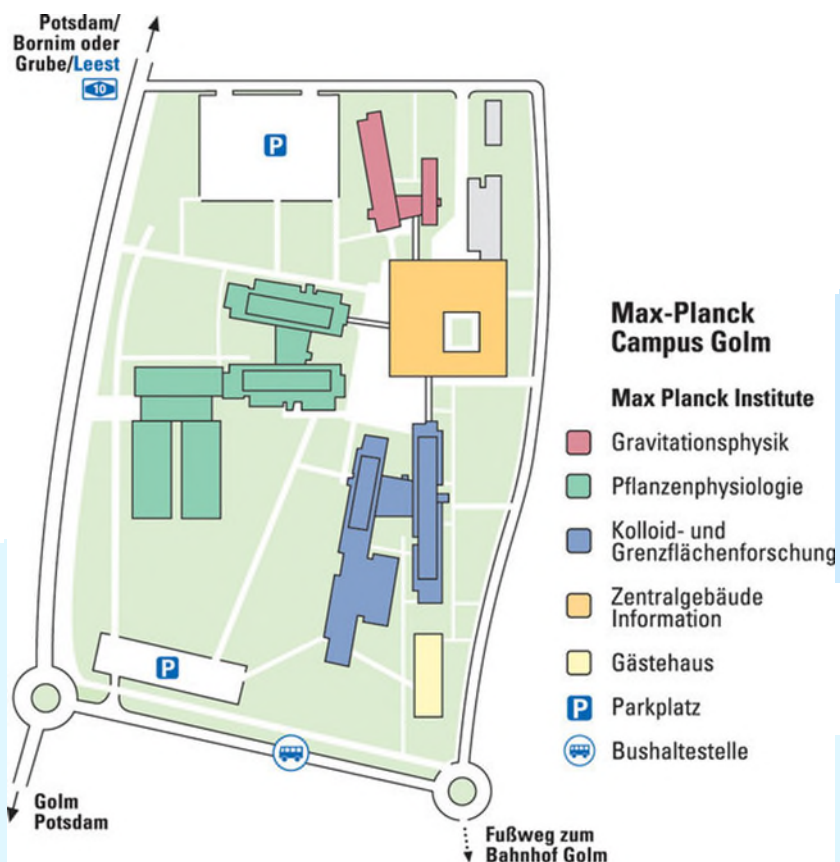 Potsdam/
Bornim oder
Grube/Leest
10
P
Max-Planck
Campus Golm
Max Planck Institute
Gravitationsphysik
Pflanzenphysiologie
Kolloid- und
Grenzflächenforschung
Zentralgebäude
Information
Gästehaus
P
P Parkplatz
Bushaltestelle
Golm
Potsdam
Fußweg zum
Bahnhof Golm